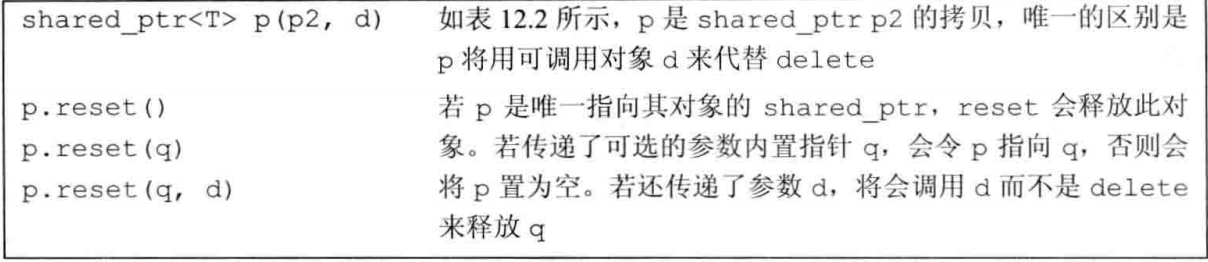 shared_ptr<T> p(p2, d) 如表 12.2 所示，p 是 shared_ptr p2 的拷贝，唯一的区别是
p 将用可调用对象 d 来代替 delete
p.reset() 若 p 是唯一指向其对象的 shared_ptr，reset 会释放此对
p.reset(q) 象。若传递了可选的参数内置指针 q，会令 p 指向 q，否则会
p.reset(q, d) 将 p 置为空。若还传递了参数 d，将会调用 d 而不是 delete
来释放 q